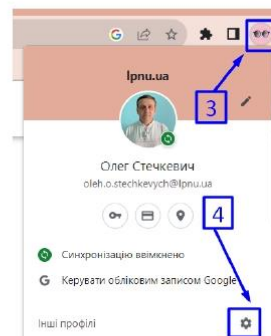 3
lpnu.ua
Олег Стечкевич
oleh.o.stechkevych@lpnu.ua
4
Синхронізацію ввімкнено
G Керувати обліковим записом Google
Інші профілі